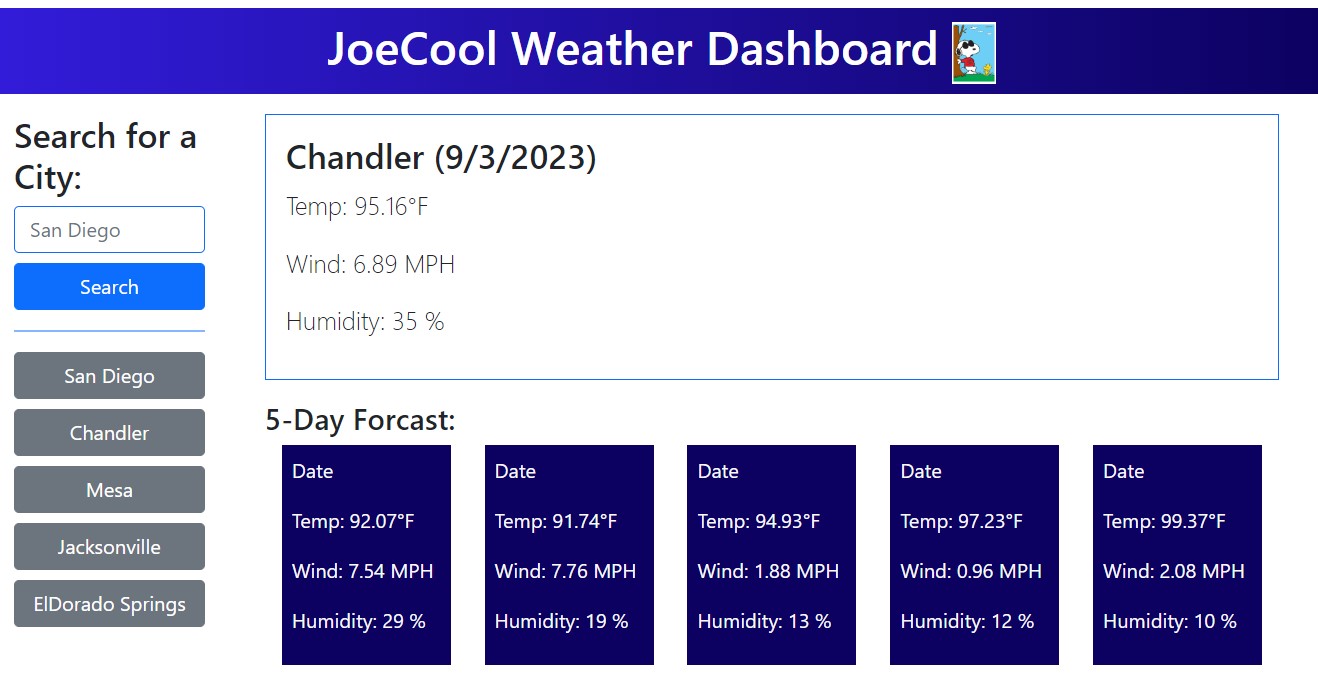 JoeCool Weather Dashboard
Search for a
City:
San Diego
Search
San Diego
Chandler
Mesa
Jacksonville
ElDorado Springs
Chandler (9/3/2023)
Temp: 95.16°F
Wind: 6.89 MPH
Humidity: 35 %
5-Day Forcast:
Date
Temp: 92.07°F
Wind: 7.54 MPH
Humidity: 29 %
Date
Temp: 91.74°F
Wind: 7.76 MPH
Humidity: 19 %
Date
Temp: 94.93°F
Wind: 1.88 MPH
Humidity: 13 %
Date
Temp: 97.23°F
Wind: 0.96 MPH
Humidity: 12 %
Date
Temp: 99.37°F
Wind: 2.08 MPH
Humidity: 10 %